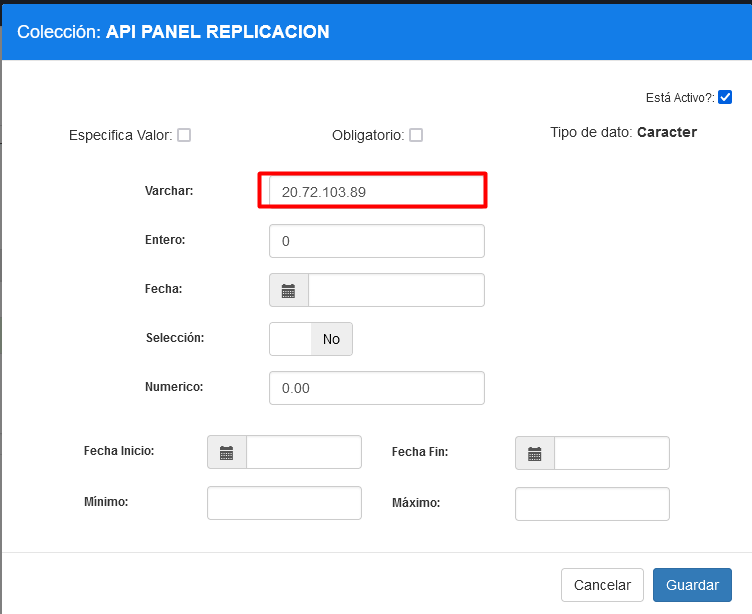 Colección: API PANEL REPLICACION
Está Activo?:
Especifica Valor:
Obligatorio:
Tipo de dato: Caracter
Varchar:
20.72.103.89
Entero:
0
Fecha:
Selección:
No
Numerico:
0.00
Fecha Inicio:
Fecha Fin:
Mínimo:
Máximo:
Cancelar
Guardar